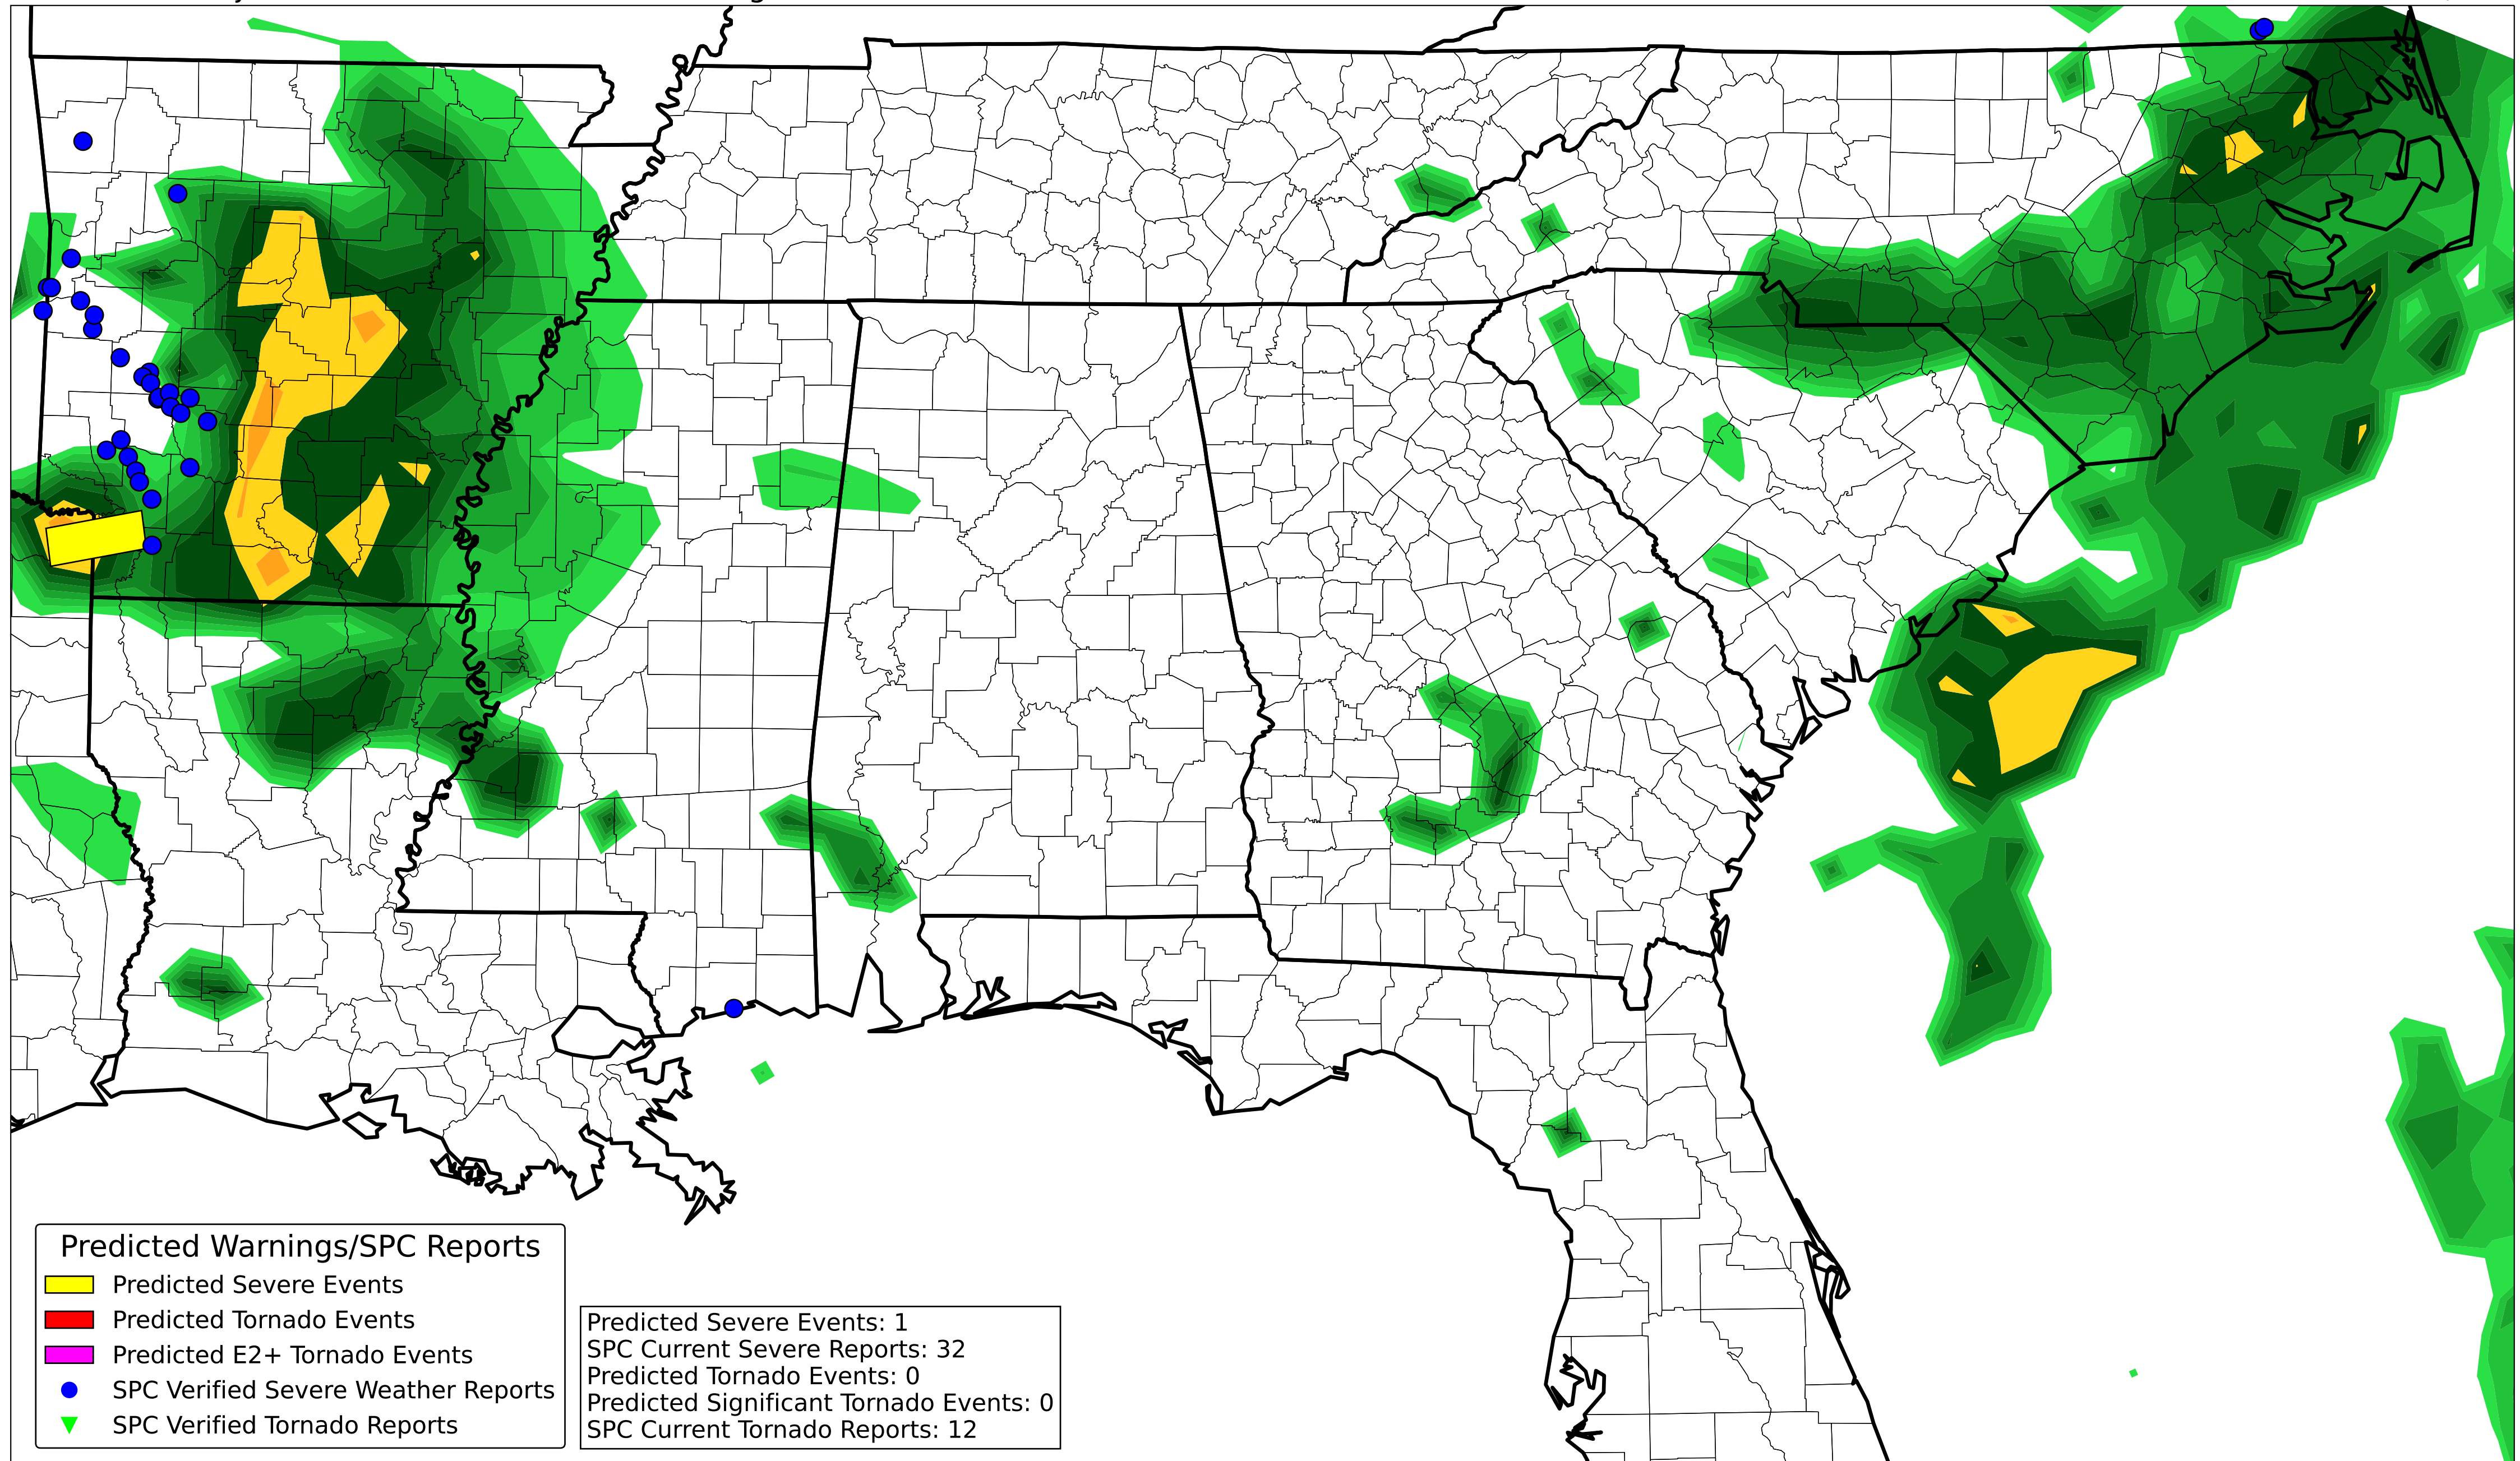 Predicted Warnings/SPC Reports
Predicted Severe Events
Predicted Tornado Events
Predicted E2+ Tornado Events
SPC Verified Severe Weather Reports
SPC Verified Tornado Reports
Predicted Severe Events: 1
SPC Current Severe Reports: 32
Predicted Tornado Events: 0
Predicted Significant Tornado Events: 0
SPC Current Tornado Reports: 12